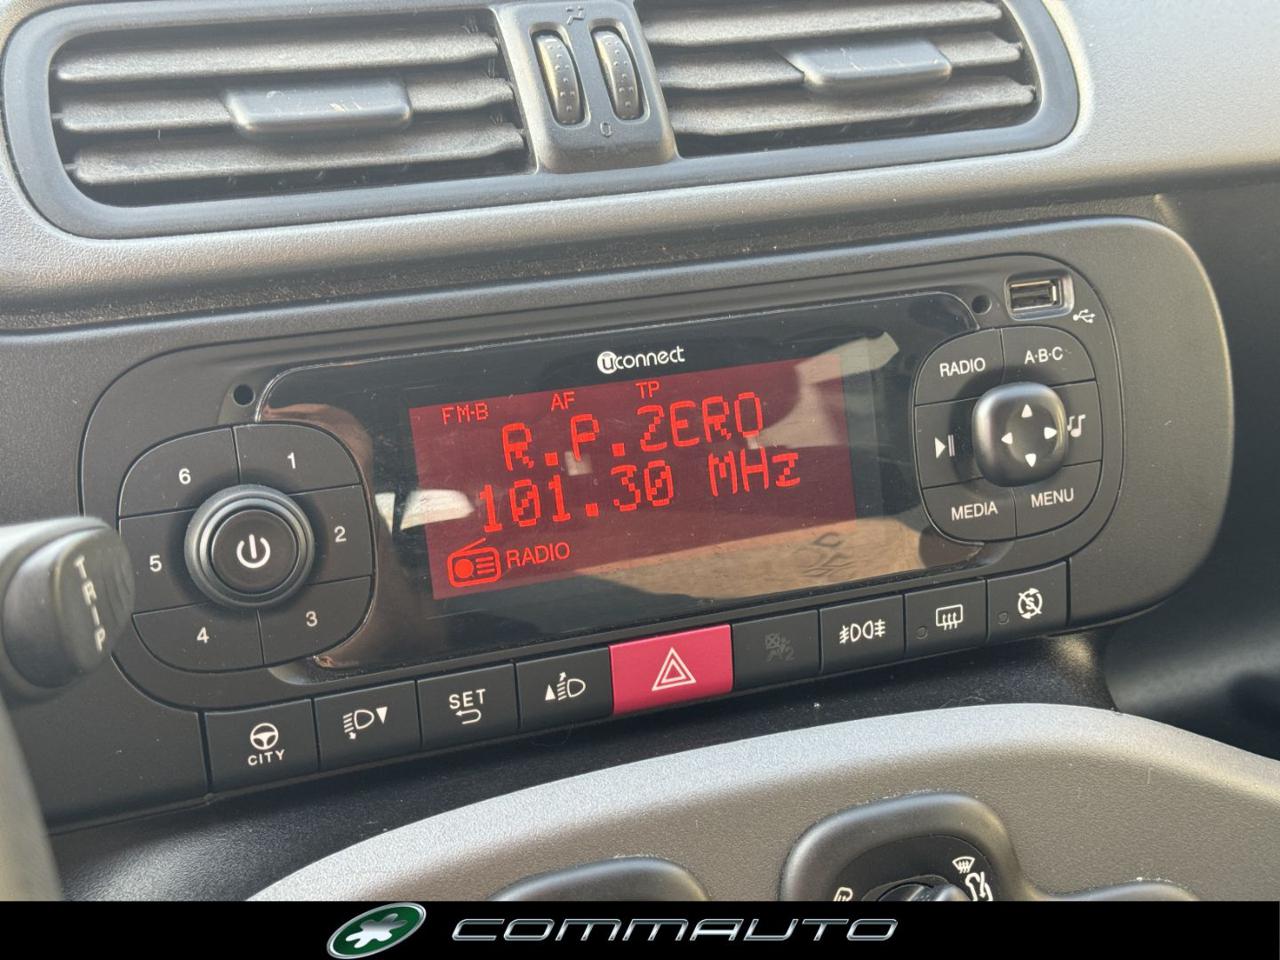 0
uconnect
FM-B AF TP
R.P.ZERO
101.30 MHz
RADIO
6
1
5
2
4
3
RADIO
A·B·C
MEDIA
MENU
TRIP
CITY
SET
S
COMMAUTO